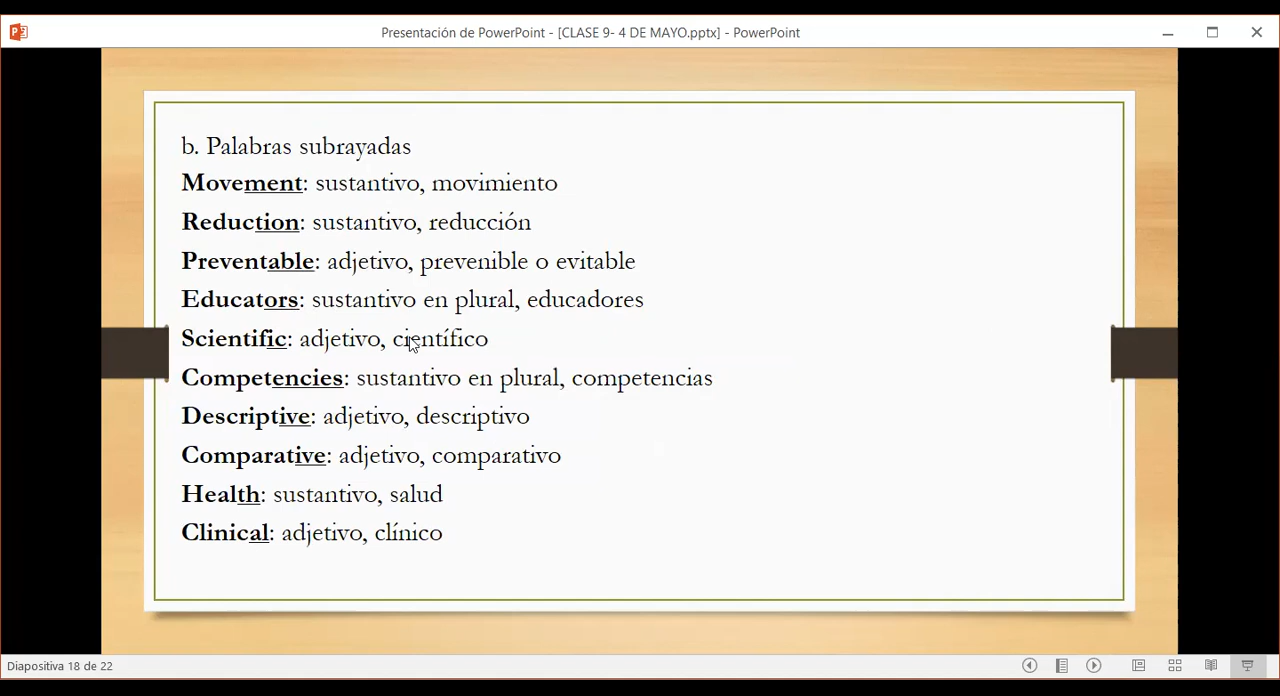 Presentación de PowerPoint - [CLASE 9- 4 DE MAYO.pptx] - PowerPoint
b. Palabras subrayadas
Movement: sustantivo, movimiento
Reduction: sustantivo, reducción
Preventable: adjetivo, prevenible o evitable
Educators: sustantivo en plural, educadores
Scientific: adjetivo, científico
Competencies: sustantivo en plural, competencias
Descriptive: adjetivo, descriptivo
Comparative: adjetivo, comparativo
Health: sustantivo, salud
Clinical: adjetivo, clínico
Diapositiva 18 de 22